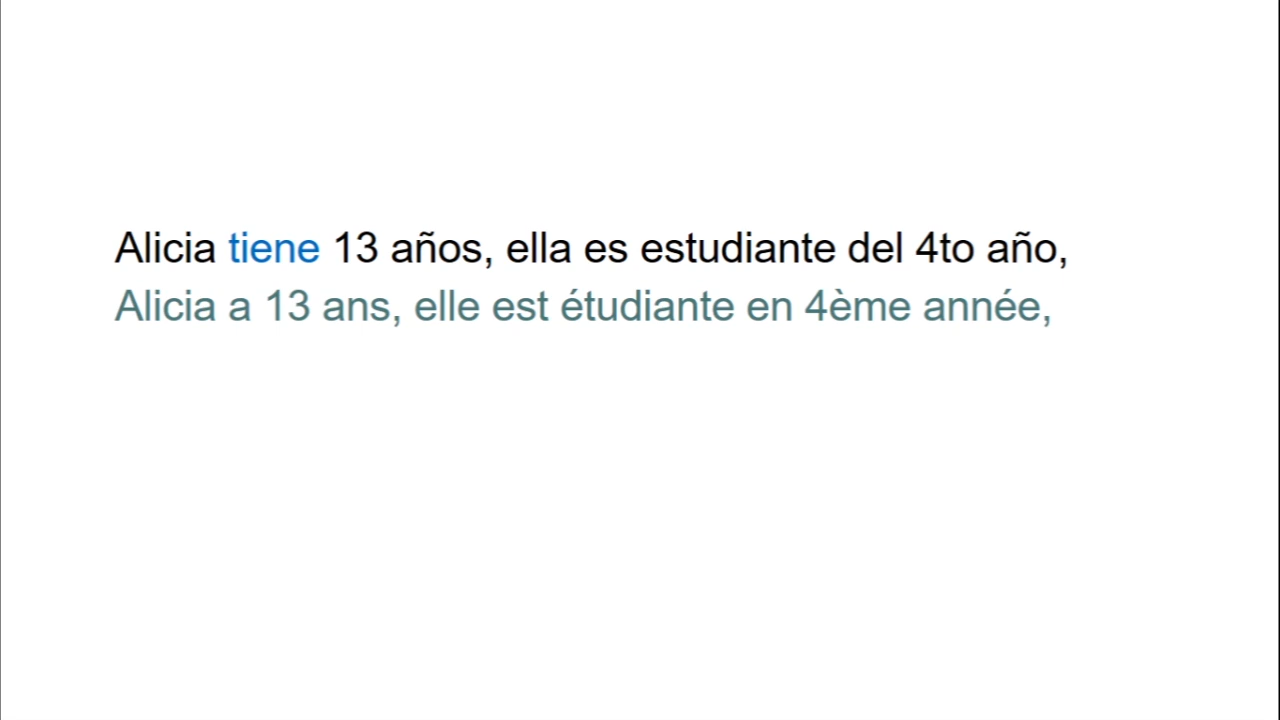 Alicia tiene 13 años, ella es estudiante del 4to año,
Alicia a 13 ans, elle est étudiante en 4ème année,